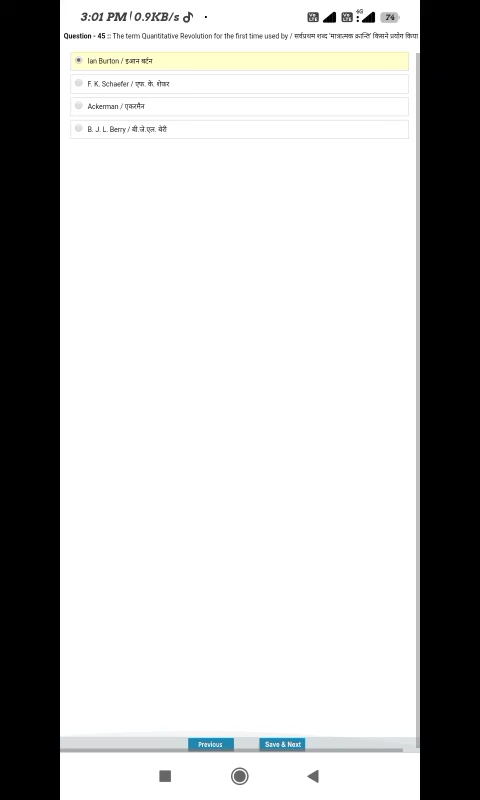 3:01 PM | 0.9KB/s
4G
74
Question - 45 :: The term Quantitative Revolution for the first time used by / सर्वप्रथम शब्द 'मात्रात्मक क्रान्ति' किसने प्रयोग किया
Ian Burton / इआन बर्टन
F. K. Schaefer / एफ. के. शेफर
Ackerman / एकरमैन
B. J. L. Berry / बी.जे.एल. बेरी
Previous Save & Next